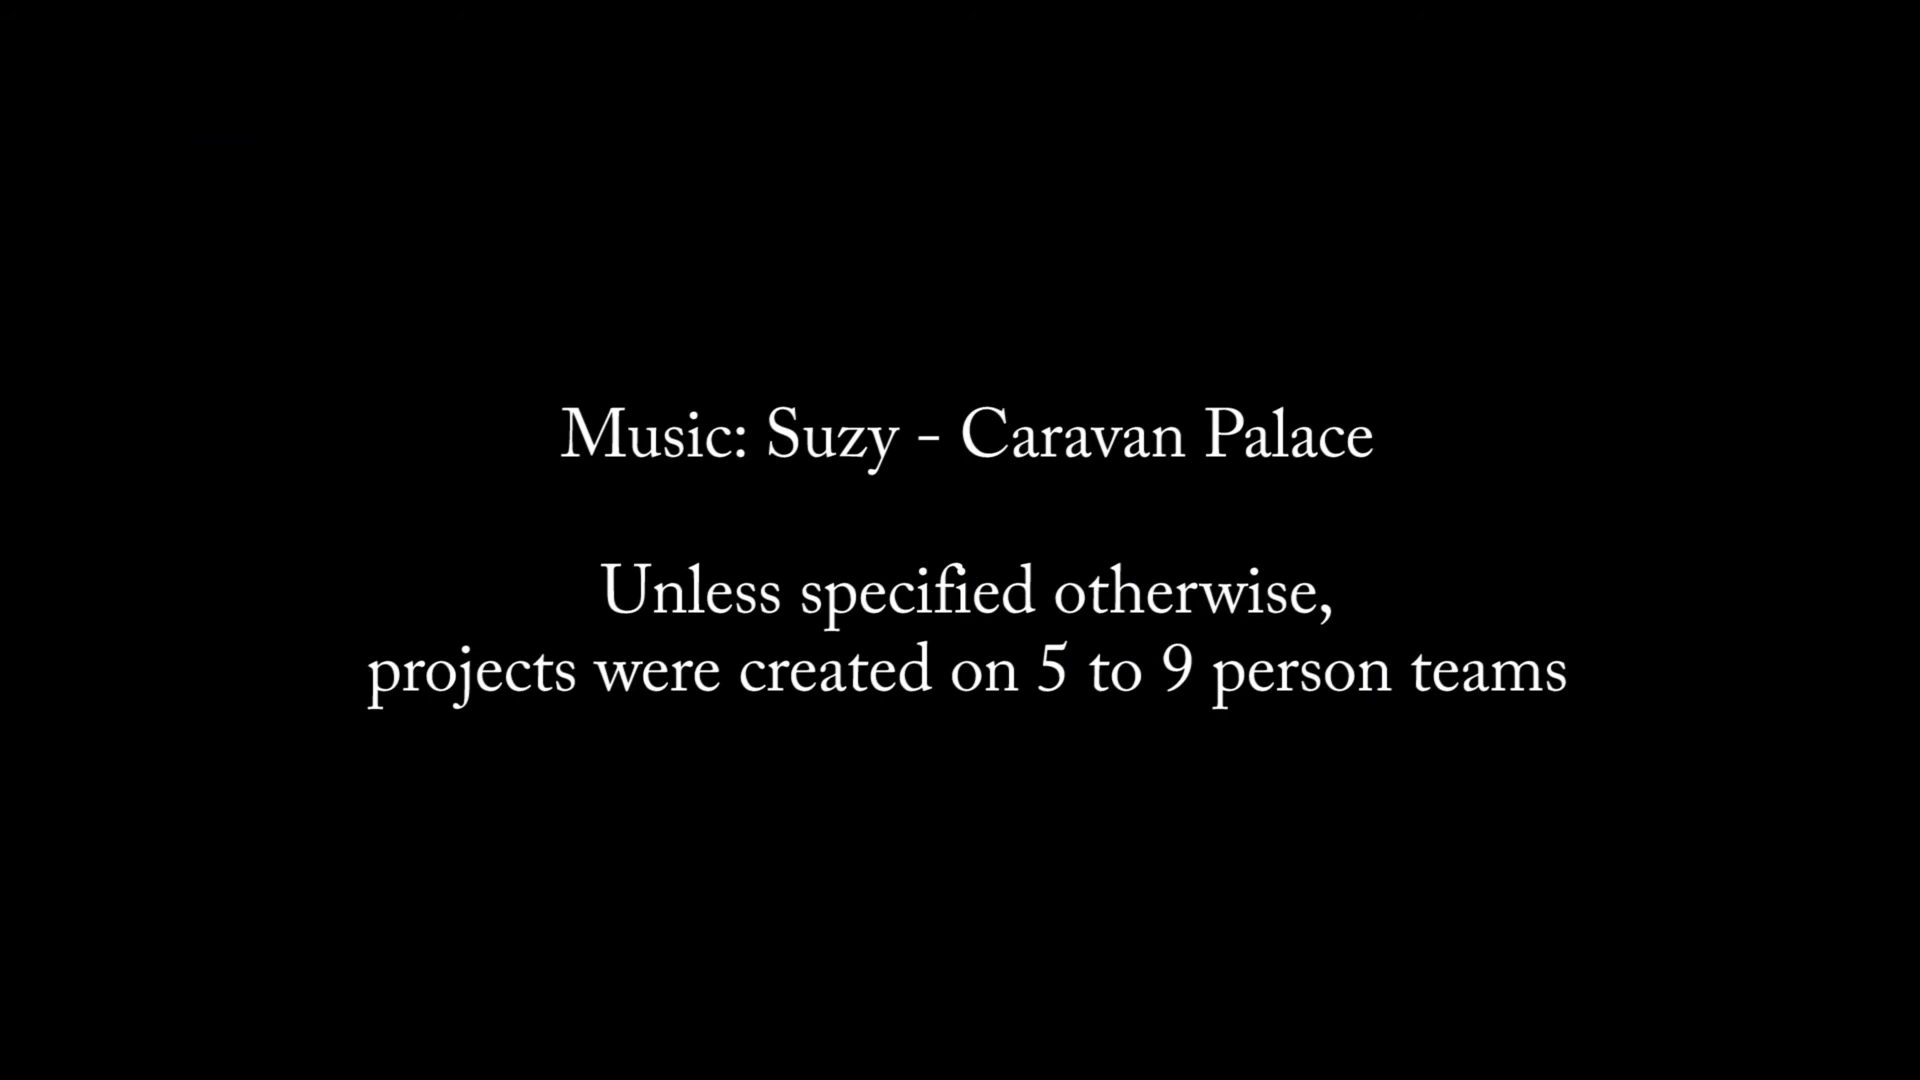 Music: Suzy - Caravan Palace
Unless specified otherwise,
projects were created on 5 to 9 person teams